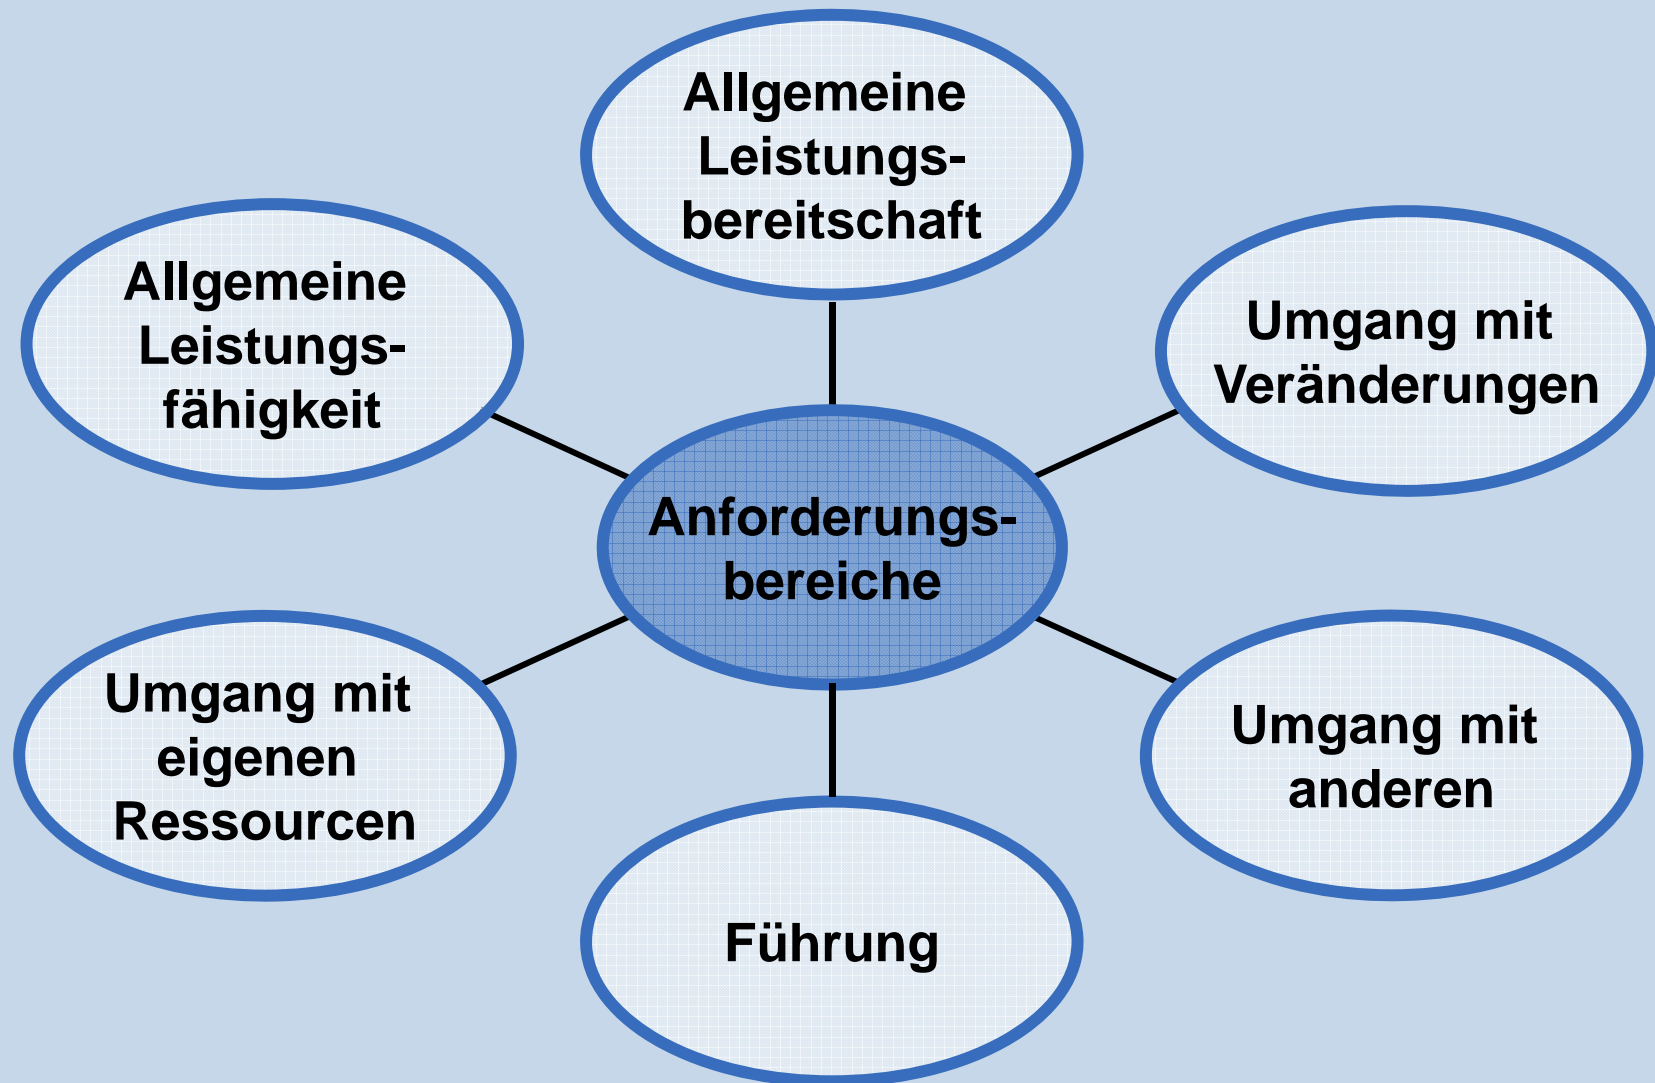 Allgemeine
Leistungs-
bereitschaft
Allgemeine
Leistungs-
fähigkeit
Umgang mit
Veränderungen
Anforderungs-
bereiche
Umgang mit
eigenen
Ressourcen
Umgang mit
anderen
Führung